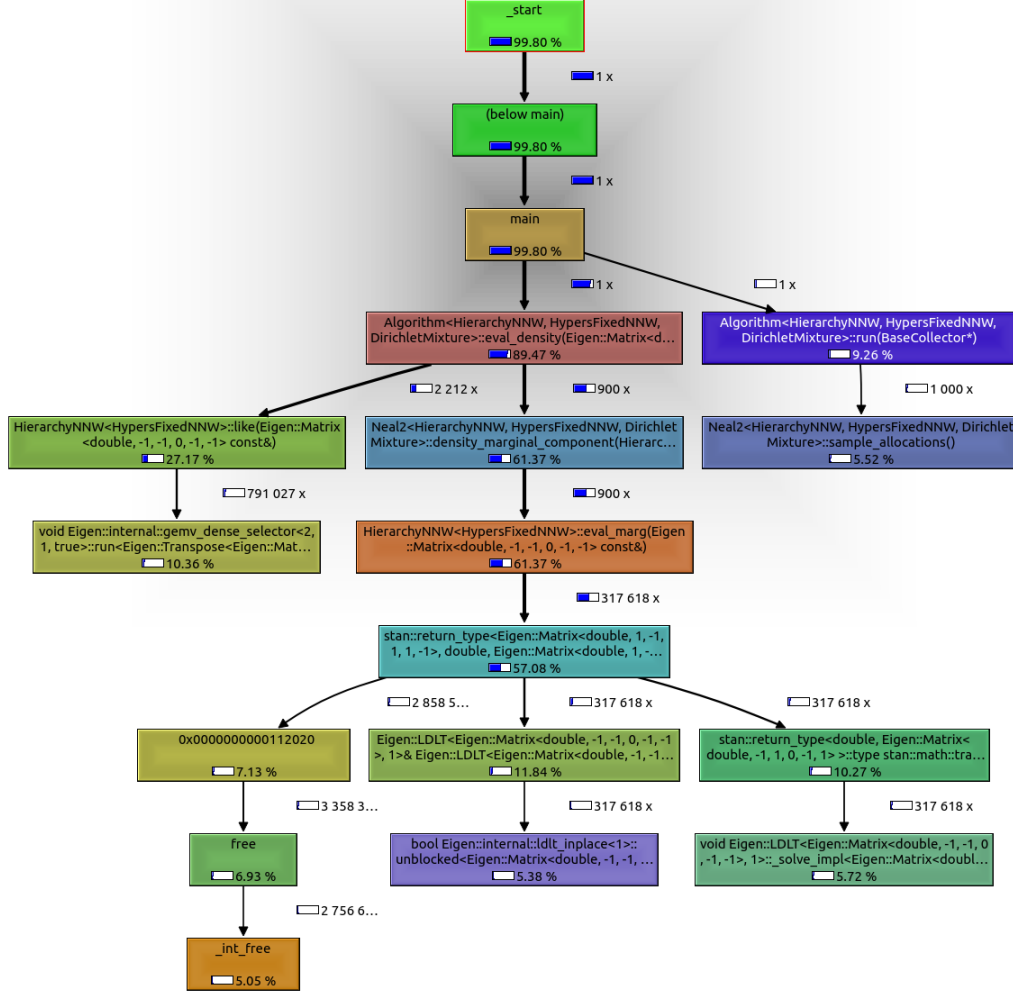 _start
99.80 %
1 x
(below main)
99.80 %
1 x
main
99.80 %
1 x
1 x
Algorithm<HierarchyNNW, HypersFixedNNW,
DirichletMixture>::eval_density(Eigen::Matrix<d...
89.47 %
Algorithm<HierarchyNNW, HypersFixedNNW,
DirichletMixture>::run(BaseCollector*)
9.26 %
2 212 x
900 x
1 000 x
HierarchyNNW<HypersFixedNNW>::like(Eigen::Matrix
<double, -1, -1, 0, -1, -1> const&)
27.17 %
Neal2<HierarchyNNW, HypersFixedNNW, Dirichlet
Mixture>::density_marginal_component(Hierarc...
61.37 %
Neal2<HierarchyNNW, HypersFixedNNW, Dirichlet
Mixture>::sample_allocations()
5.52 %
791 027 x
900 x
void Eigen::internal::gemv_dense_selector<2,
1, true>::run<Eigen::Transpose<Eigen::Mat...
10.36 %
HierarchyNNW<HypersFixedNNW>::eval_marg(Eigen
::Matrix<double, -1, -1, 0, -1, -1> const&)
61.37 %
317 618 x
stan::return_type<Eigen::Matrix<double, 1, -1,
1, 1, -1>, double, Eigen::Matrix<double, 1, -...
57.08 %
2 858 5...
317 618 x
317 618 x
0x0000000000112020
7.13 %
Eigen::LDLT<Eigen::Matrix<double, -1, -1, 0, -1, -1
>, 1>& Eigen::LDLT<Eigen::Matrix<double, -1, -1...
11.84 %
stan::return_type<double, Eigen::Matrix<
double, -1, 1, 0, -1, 1> >::type stan::math::tra...
10.27 %
3 358 3...
317 618 x
317 618 x
free
6.93 %
bool Eigen::internal::ldlt_inplace<1>::
unblocked<Eigen::Matrix<double, -1, -1, ...
5.38 %
void Eigen::LDLT<Eigen::Matrix<double, -1, -1, 0
, -1, -1>, 1>::_solve_impl<Eigen::Matrix<doubl...
5.72 %
2 756 6...
_int_free
5.05 %